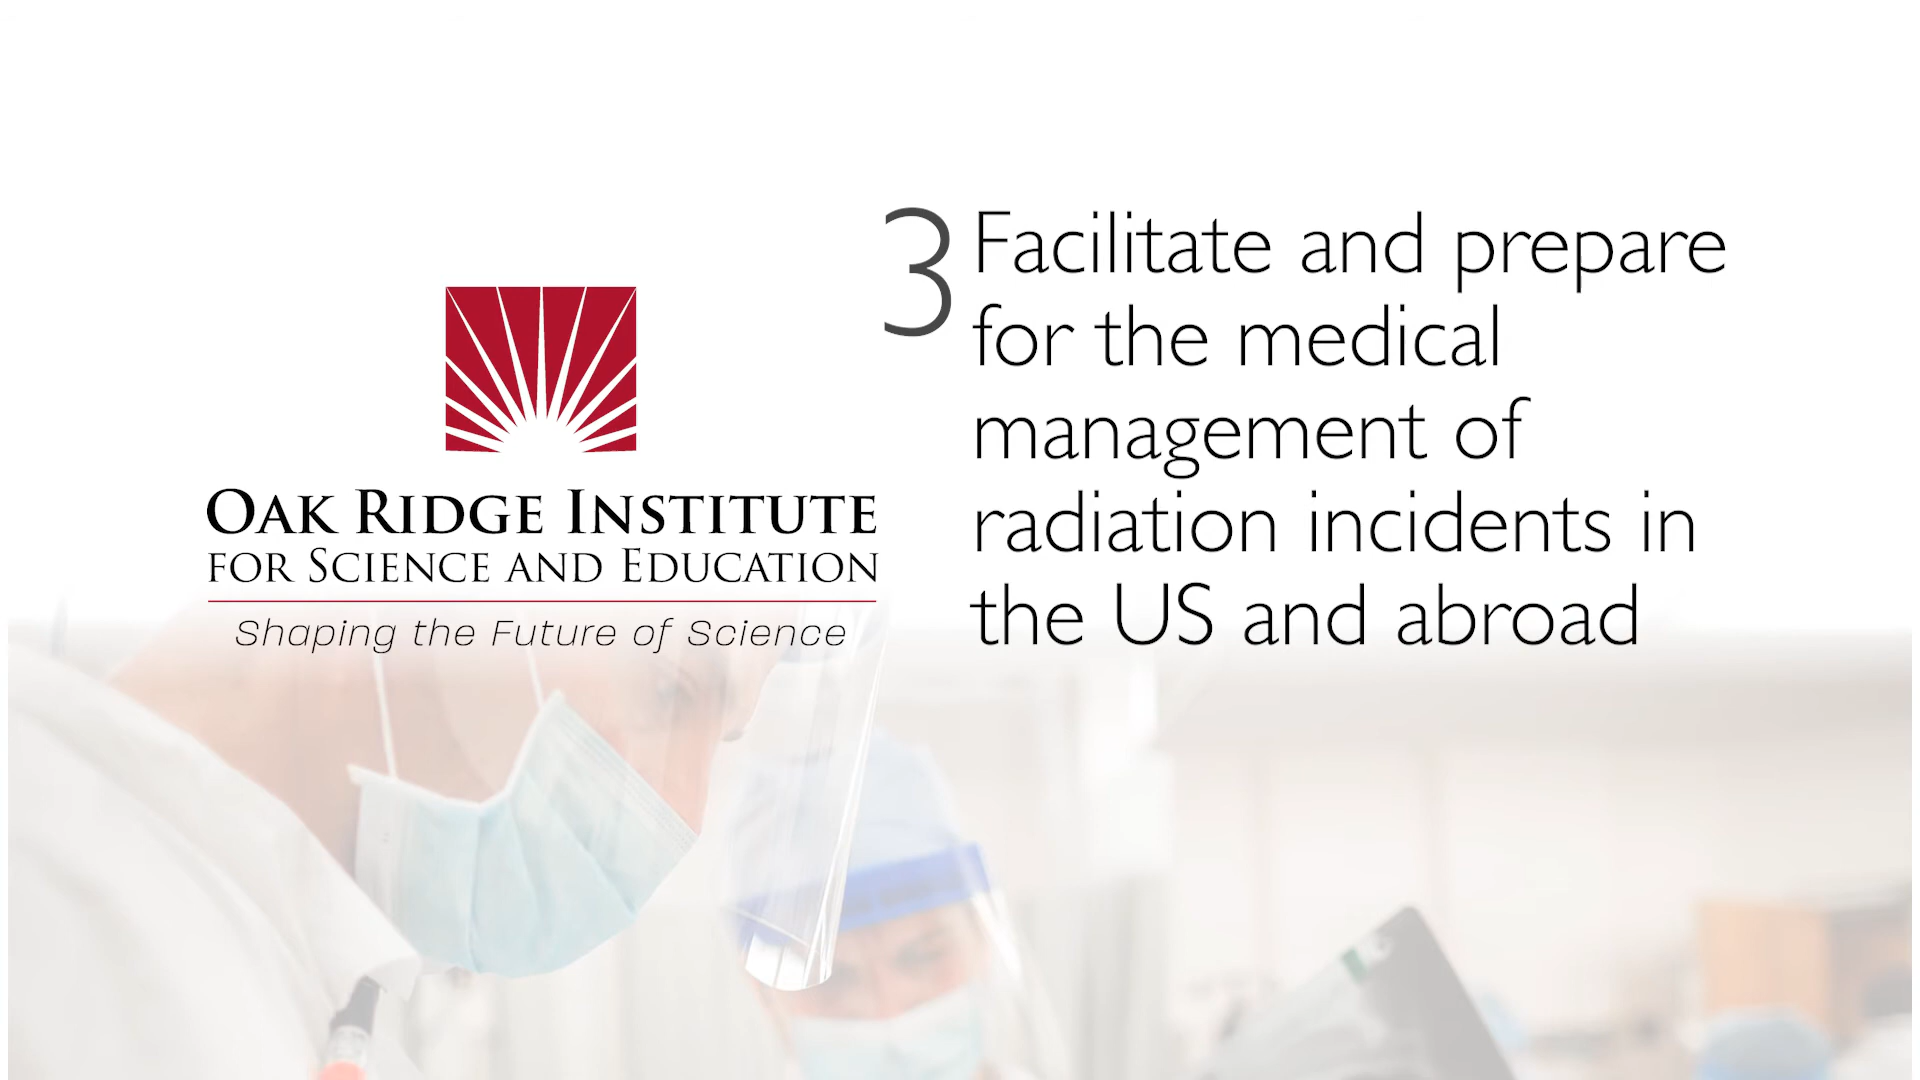 OAK RIDGE INSTITUTE
FOR SCIENCE AND EDUCATION
Shaping the Future of Science
3
Facilitate and prepare
for the medical
management of
radiation incidents in
the US and abroad